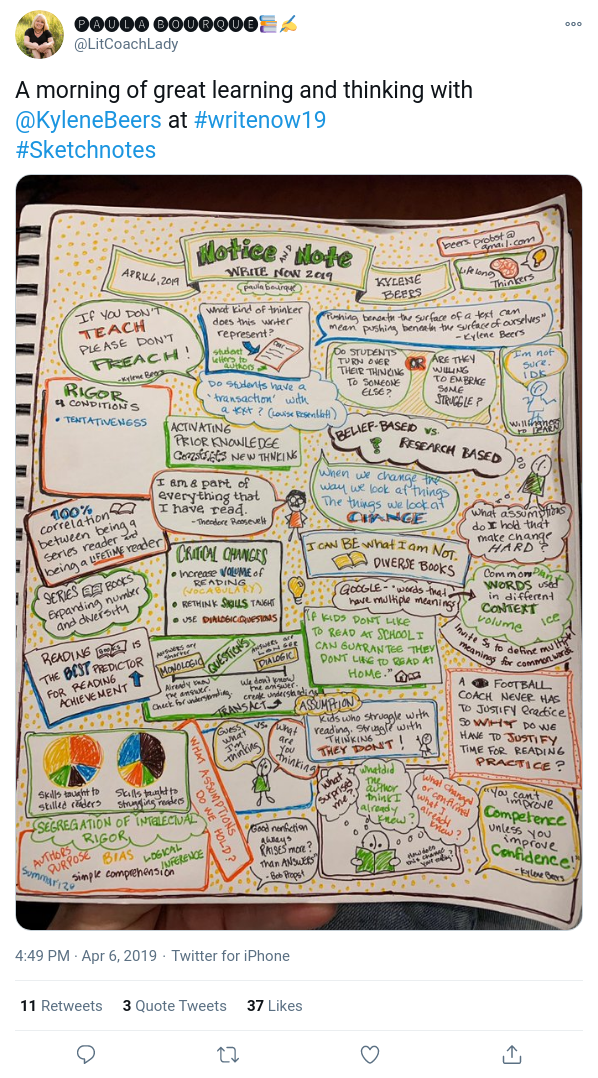 🅟🅐🅤🅛🅐 🅑🅞🅤🅡🅠🅤🅔📚✍
@LitCoachLady
A morning of great learning and thinking with
@KyleneBeers at #writenow19
#Sketchnotes
beers.probst@
gmail.com
Notice AND Note
WRITE NOW 2019
paula bourque
APRIL 6, 2019
KYLENE
BEERS
Lifelong
Thinkers
IF YOU DON'T
TEACH
PLEASE DON'T
PREACH!
-Kylene Beers
What kind of thinker
does this writer
represent?
student
letters to
authors
"Pushing beneath the surface of a text can
mean pushing beneath the surface of ourselves"
-Kylene Beers
DO STUDENTS
TURN OVER
THEIR THINKING
TO SOMEONE
ELSE?
OR
ARE THEY
WILLING
TO EMBRACE
SOME
STRUGGLE?
I'm not
sure.
IDK
Willingness
to LEARN
Do students have a
'transaction' with
a text? (Louise Rosenblatt)
RIGOR
4 CONDITIONS
• TENTATIVENESS
ACTIVATING
PRIOR KNOWLEDGE
NEW THINKING
BELIEF-BASED VS.
RESEARCH BASED
?
When we change the
way we look at things
The things we look at
CHANGE
I am a part of
everything that
I have read.
-Theodore Roosevelt
What assumptions
do I hold that
make change
HARD?
100%
correlation
between being a
series reader and
being a LIFETIME reader
CRITICAL CHANGES
• Increase VOLUME of
READING
(VOCABULARY)
• RETHINK SKILLS TAUGHT
• USE DIALOGIC QUESTIONS
I CAN BE what I am NOT.
DIVERSE BOOKS
SERIES BOOKS
Expanding number
and diversity
GOOGLE - "words that
have multiple meanings
Common
WORDS used
in different
CONTEXT
Volume
Invite Ss to define multiple
meanings for common words
READING BOOKS IS
THE BEST PREDICTOR
FOR READING
ACHIEVEMENT
ANSWERS are
shorter
MONOLOGIC
QUESTIONS
ANSWERS are
LONGER
DIALOGIC
Already know
the answer.
Check for understanding.
We don't know
the answer.
create understanding
TRANSACT
"IF KIDS DON'T LIKE
TO READ AT SCHOOL I
CAN GUARANTEE THEY
DON'T LIKE TO READ AT
HOME."
A FOOTBALL
COACH NEVER HAS
TO JUSTIFY Practice
SO WHY DO WE
HAVE TO JUSTIFY
TIME FOR READING
PRACTICE?
ASSUMPTION
Kids who struggle with
reading, struggle with
THINKING
THEY DON'T!
Guess
what
I'm
thinking
VS.
What
are
you
thinking
Skills taught to
skilled readers
Skills taught to
struggling readers
WHAT ASSUMPTIONS
DO WE HOLD?
SEGREGATION OF INTELLECTUAL
RIGOR
AUTHORS
PURPOSE
BIAS
LOGICAL
INFERENCE
Summarize
simple comprehension
Good nonfiction
always
RAISES more?
than ANSWERS"
-Bob Probst
What
surprised
me?
What did
the
author
think I
already
knew?
What changed
or confirmed
what I
already
knew?
"You can't
improve
Competence
unless you
improve
Confidence!"
-Kylene Beers
4:49 PM · Apr 6, 2019 · Twitter for iPhone
11 Retweets 3 Quote Tweets 37 Likes